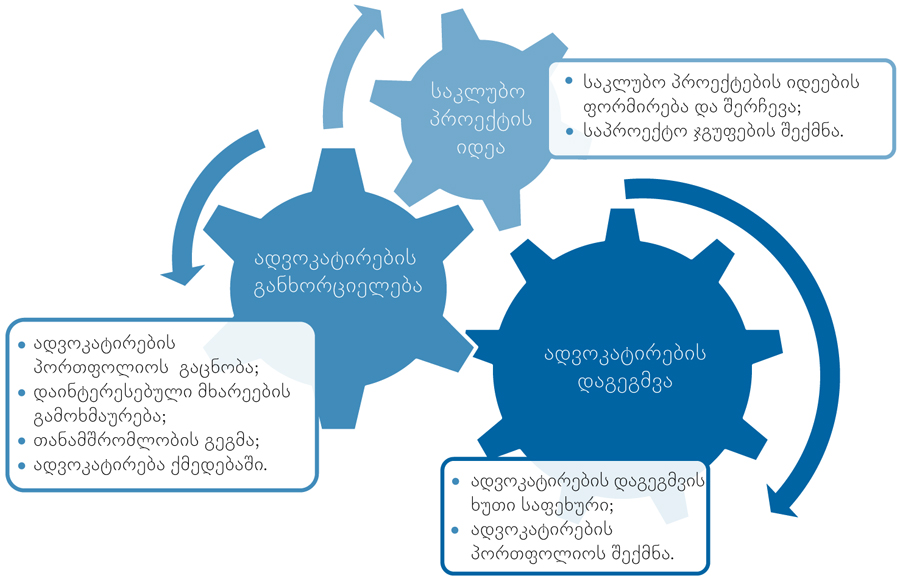 საკლუბო
პროექტის
იდეა
• საკლუბო პროექტების იდეების
ფორმირება და შერჩევა;
• საპროექტო ჯგუფების შექმნა.
ადვოკატირების
განხორციელება
• ადვოკატირების
პორთფოლიოს გაცნობა;
• დაინტერესებული მხარეების
გამოხმაურება;
• თანამშრომლობის გეგმა;
• ადვოკატირება ქმედებაში.
ადვოკატირების
დაგეგმვა
• ადვოკატირების დაგეგმვის
ხუთი საფეხური;
• ადვოკატირების
პორთფოლიოს შექმნა.